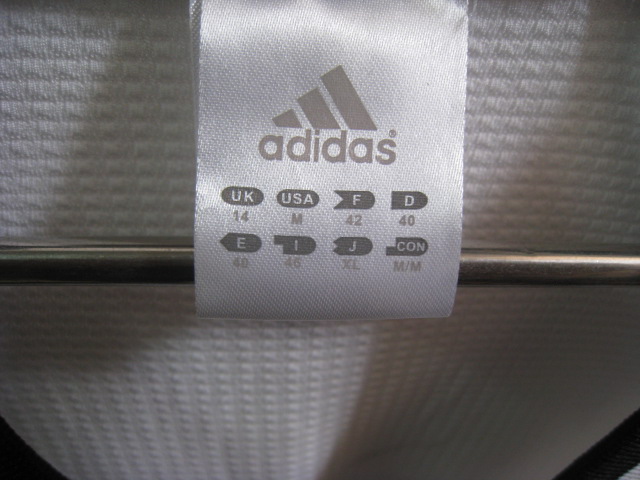 adidas®
UK USA F D
14 M 42 40
E I J CON
40 46 XL M/M